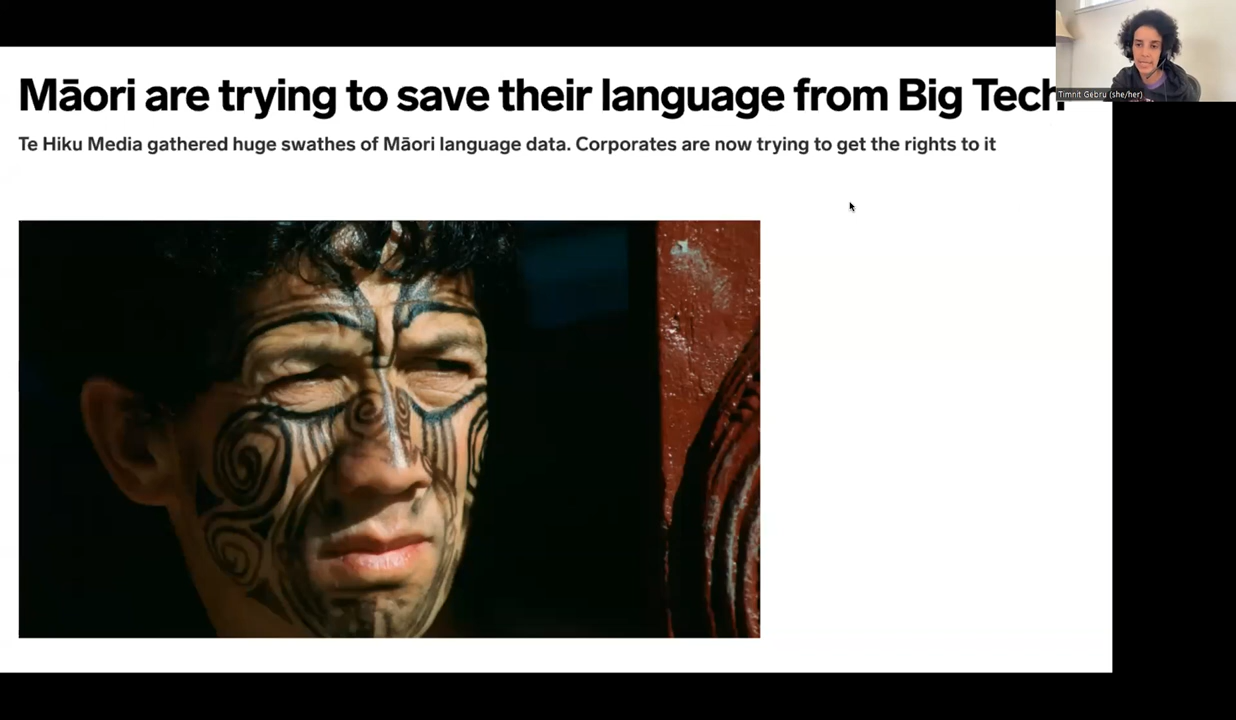 Māori are trying to save their language from Big Tech
Te Hiku Media gathered huge swathes of Māori language data. Corporates are now trying to get the rights to it
Timnit Gebru (she/her)